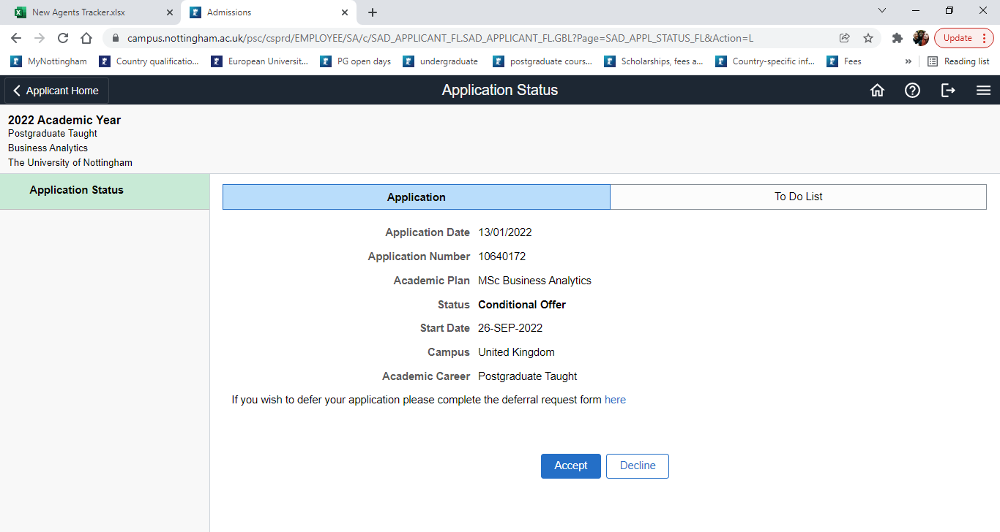 New Agents Tracker.xlsx
Admissions
campus.nottingham.ac.uk/psc/csprd/EMPLOYEE/SA/c/SAD_APPLICANT_FL.SAD_APPLICANT_FL.GBL?Page=SAD_APPL_STATUS_FL&Action=L
Update
MyNottingham
Country qualificatio...
European Universit...
PG open days
undergraduate
postgraduate cours...
Scholarships, fees a...
Country-specific inf...
Fees
»
Reading list
Applicant Home
Application Status
2022 Academic Year
Postgraduate Taught
Business Analytics
The University of Nottingham
Application Status
Application
To Do List
Application Date 13/01/2022
Application Number 10640172
Academic Plan MSc Business Analytics
Status Conditional Offer
Start Date 26-SEP-2022
Campus United Kingdom
Academic Career Postgraduate Taught
If you wish to defer your application please complete the deferral request form here
Accept
Decline